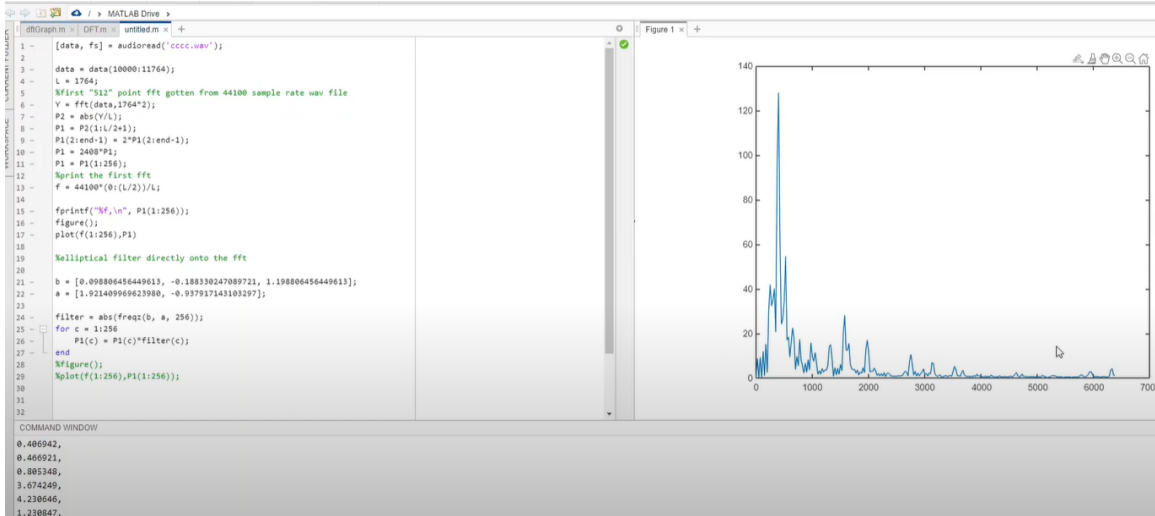 / > MATLAB Drive >
dftGraph.m × DFT.m × untitled.m × +
1 – [data, fs] = audioread('cccc.wav');
2
3 – data = data(10000:11764);
4 – L = 1764;
5 %first "512" point fft gotten from 44100 sample rate wav file
6 – Y = fft(data,1764*2);
7 – P2 = abs(Y/L);
8 – P1 = P2(1:L/2+1);
9 – P1(2:end-1) = 2*P1(2:end-1);
10 – P1 = 2408*P1;
11 – P1 = P1(1:256);
12 %print the first fft
13 – f = 44100*(0:(L/2))/L;
14
15 – fprintf("%f,\n", P1(1:256));
16 – figure();
17 – plot(f(1:256),P1)
18
19 %elliptical filter directly onto the fft
20
21 – b = [0.098806456449613, -0.188330247089721, 1.198806456449613];
22 – a = [1.921409969623980, -0.937917143103297];
23
24 – filter = abs(freqz(b, a, 256));
25 – for c = 1:256
26 – P1(c) = P1(c)*filter(c);
27 – end
28 %figure();
29 %plot(f(1:256),P1(1:256));
30
31
32
CURRENT FOLDER
WORKSPACE
Figure 1 × +
140
120
100
80
60
40
20
0
0 1000 2000 3000 4000 5000 6000 700
COMMAND WINDOW
0.406942,
0.466921,
0.805348,
3.674249,
4.230646,
1.230847,